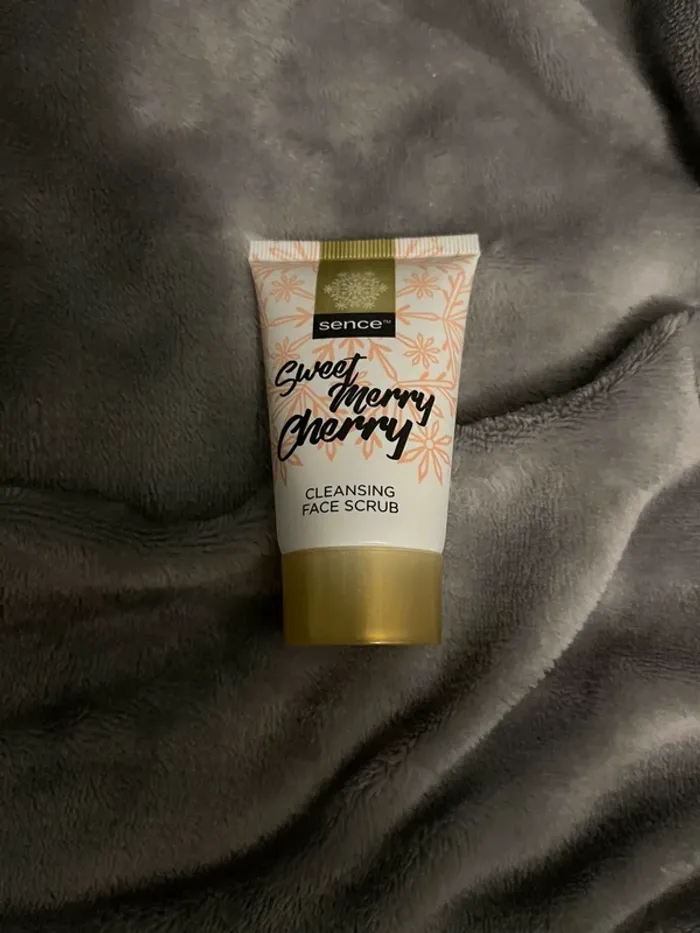 sence™
Sweet
Merry
Cherry
CLEANSING
FACE SCRUB